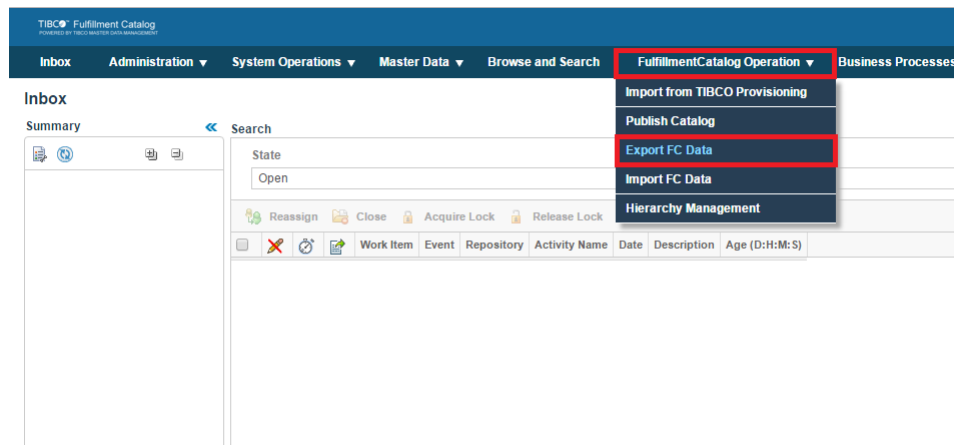 TIBCO® Fulfillment Catalog
POWERED BY TIBCO MASTER DATA MANAGEMENT
Inbox Administration ▼ System Operations ▼ Master Data ▼ Browse and Search FulfillmentCatalog Operation ▼ Business Processes
Import from TIBCO Provisioning
Publish Catalog
Export FC Data
Import FC Data
Hierarchy Management
Inbox
Summary
Search
State
Open
Reassign Close Acquire Lock Release Lock
Work Item Event Repository Activity Name Date Description Age (D:H:M:S)